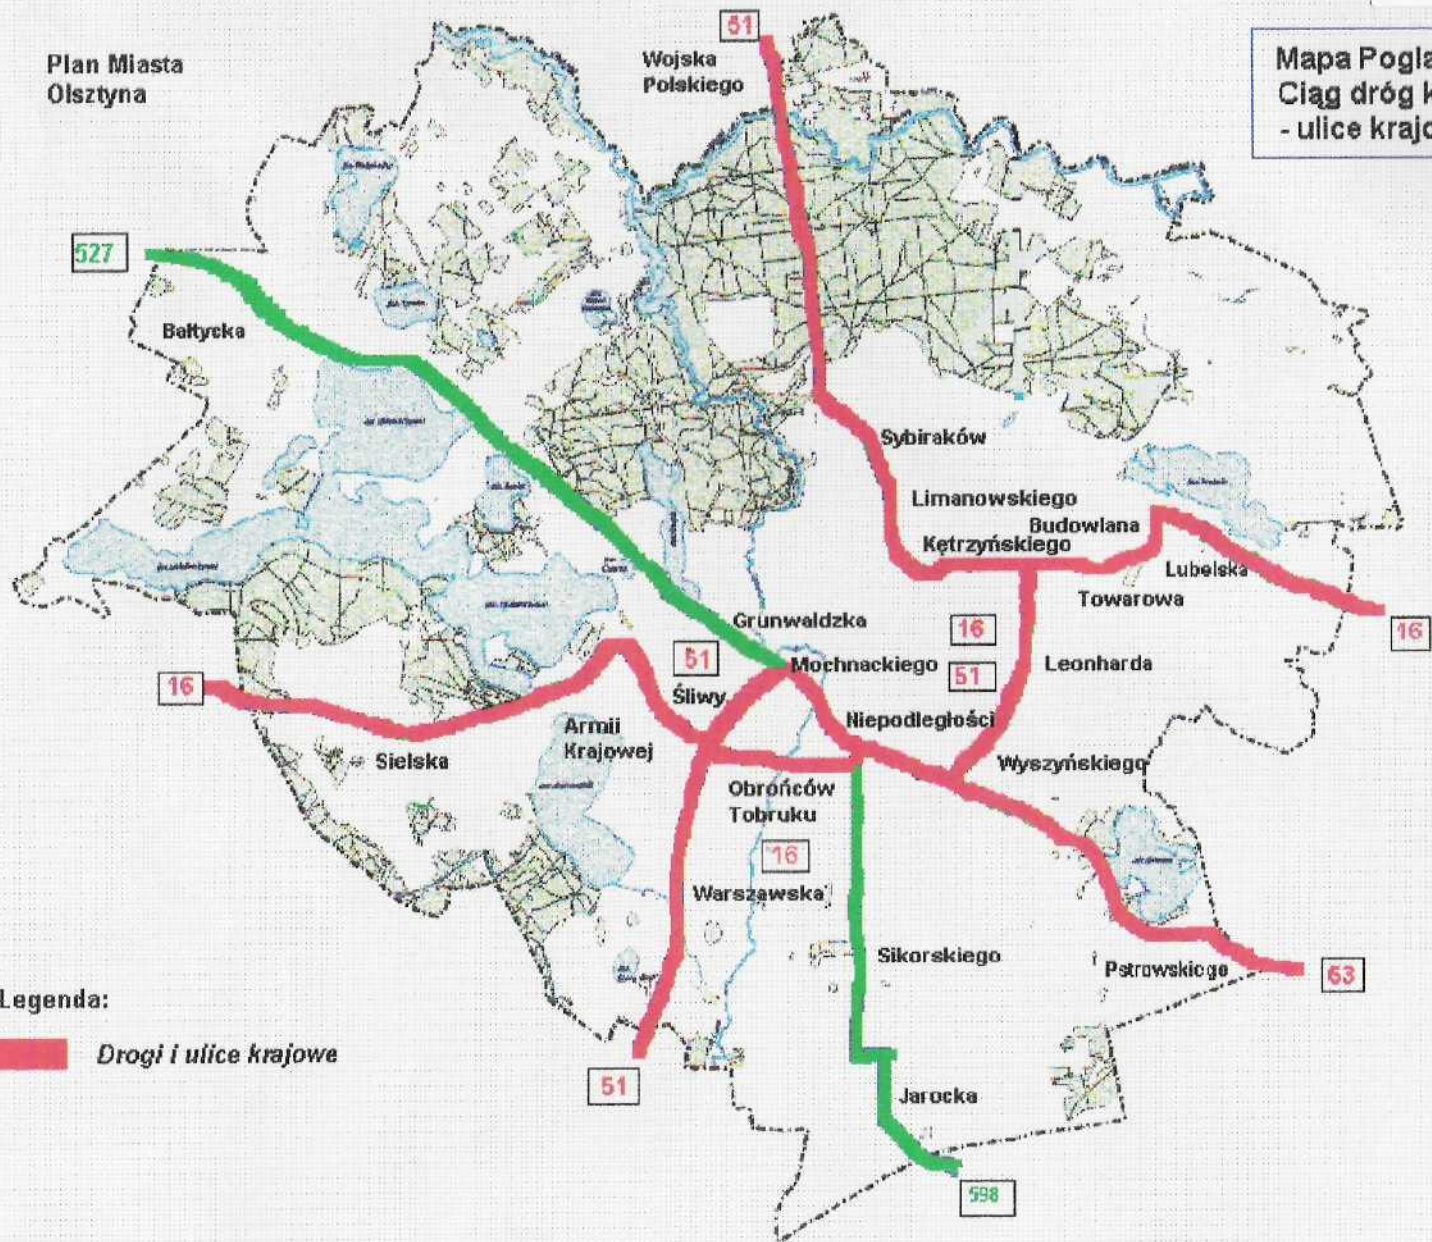 Plan Miasta
Olsztyna
51
Wojska
Polskiego
Mapa Pogla
Ciąg dróg k
- ulice krajo
527
Bałtycka
Sybiraków
Limanowskiego
Budowlana
Kętrzyńskiego
Lubelska
Towarowa
16
Grunwaldzka
16
51
Mochnackiego
51
Leonharda
16
Śliwy
Niepodległości
Armii
Krajowej
Sielska
Wyszyńskiego
Obrońców
Tobruku
16
Warszawska
Sikorskiego
Pstrowskiego
53
Legenda:
Drogi i ulice krajowe
51
Jarocka
598